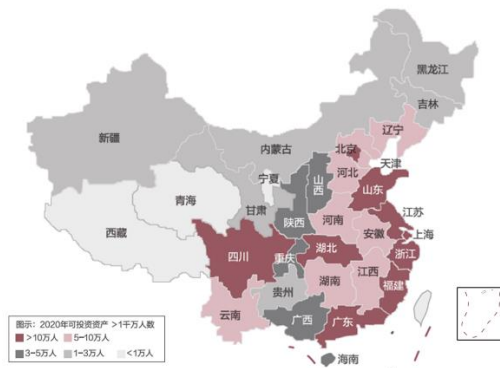 黑龙江
吉林
辽宁
新疆
内蒙古
北京
天津
宁夏
山西
河北
山东
青海
甘肃
陕西
河南
江苏
西藏
安徽
上海
四川
重庆
湖北
浙江
湖南
江西
贵州
福建
云南
广西
广东
海南
图示：2020年可投资资产 >1千万人数
>10万人 5-10万人
3-5万人 1-3万人 <1万人